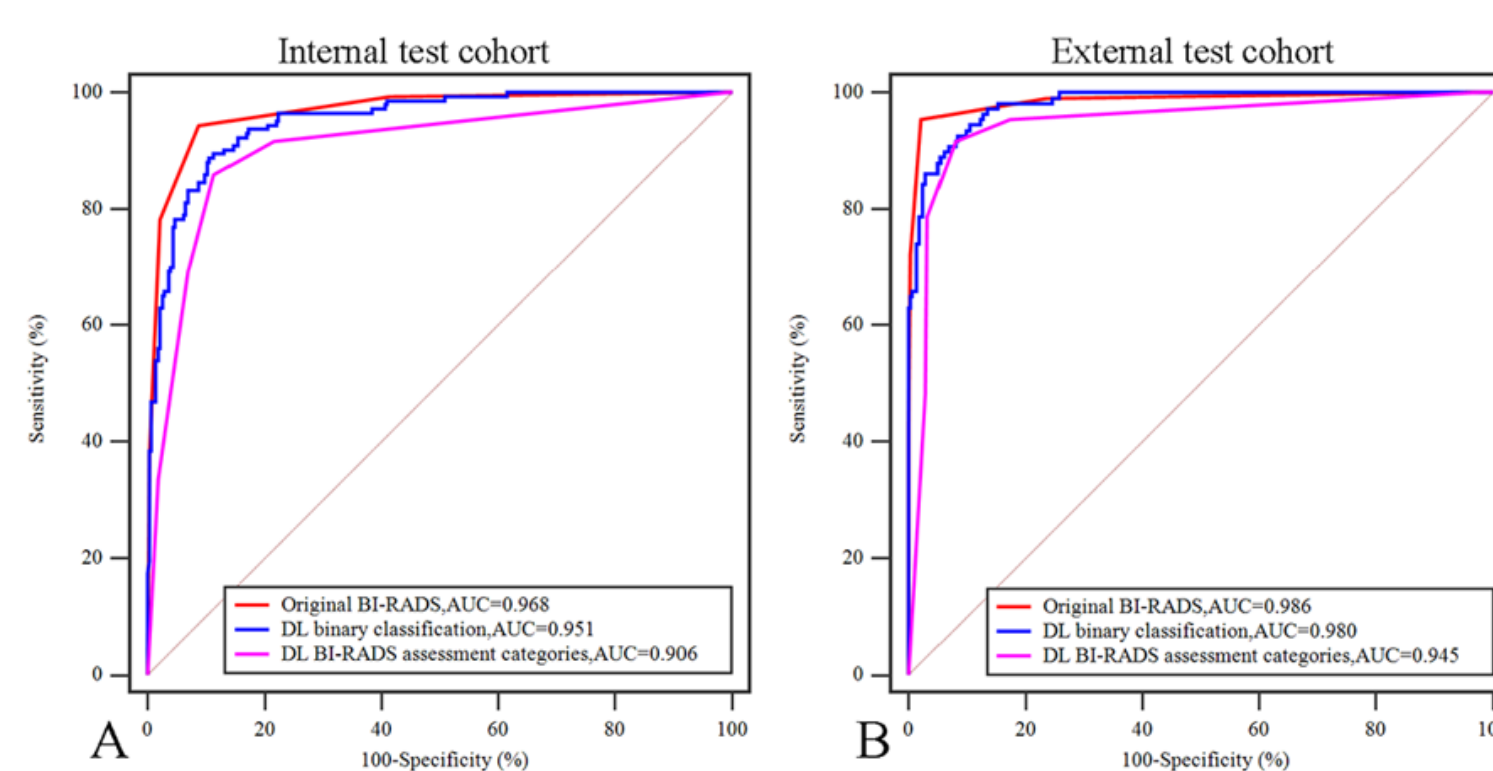 Internal test cohort
100
80
60
40
20
0
Sensitivity (%)
Original BI-RADS,AUC=0.968
DL binary classification,AUC=0.951
DL BI-RADS assessment categories,AUC=0.906
0 20 40 60 80 100
100-Specificity (%)
A
External test cohort
100
80
60
40
20
0
Sensitivity (%)
Original BI-RADS,AUC=0.986
DL binary classification,AUC=0.980
DL BI-RADS assessment categories,AUC=0.945
0 20 40 60 80 10
100-Specificity (%)
B